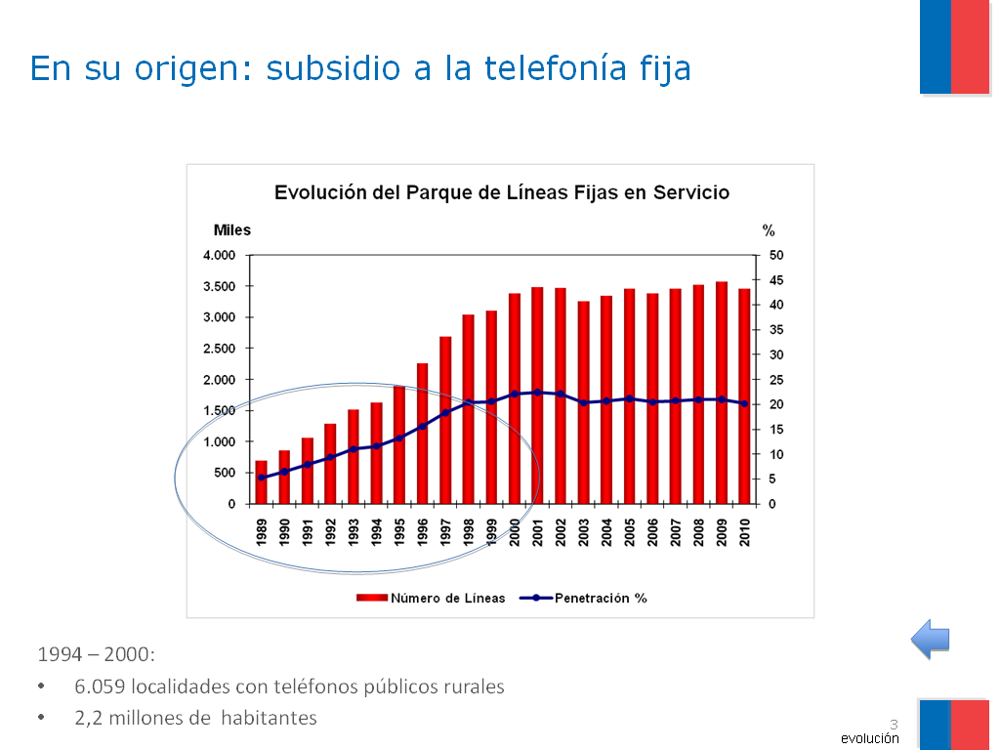 En su origen: subsidio a la telefonía fija
Evolución del Parque de Líneas Fijas en Servicio
Miles
%
4.000
3.500
3.000
2.500
2.000
1.500
1.000
500
0
50
45
40
35
30
25
20
15
10
5
0
1989 1990 1991 1992 1993 1994 1995 1996 1997 1998 1999 2000 2001 2002 2003 2004 2005 2006 2007 2008 2009 2010
Número de Líneas Penetración %
1994 – 2000:
• 6.059 localidades con teléfonos públicos rurales
• 2,2 millones de habitantes
3
evolución